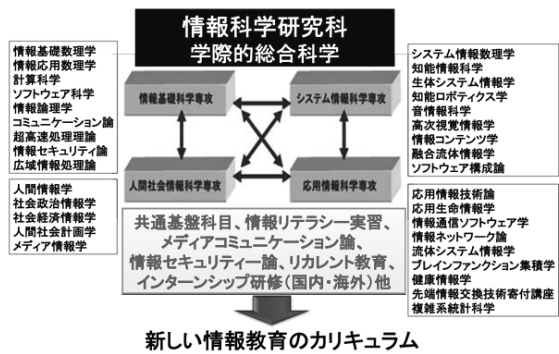 情報科学研究科
学際的総合科学
情報基礎数理学
情報応用数理学
計算科学
ソフトウェア科学
情報論理学
コミュニケーション論
超高速処理理論
情報セキュリティ論
広域情報処理論
人間情報学
社会政治情報学
社会経済情報学
人間社会計画学
メディア情報学
情報基礎科学専攻
システム情報科学専攻
人間社会情報科学専攻
応用情報科学専攻
システム情報数理学
知能情報科学
生体システム情報学
知能ロボティクス学
音情報科学
高次視覚情報学
情報コンテンツ学
融合流体情報学
ソフトウェア構成論
応用情報技術論
応用生命情報学
情報通信ソフトウェア学
情報ネットワーク論
流体システム情報学
ブレインファンクション集積学
健康情報学
先端情報交換技術寄付講座
複雑系統計科学
共通基盤科目、情報リテラシー実習、
メディアコミュニケーション論、
情報セキュリティー論、リカレント教育、
インターンシップ研修(国内・海外)他
新しい情報教育のカリキュラム